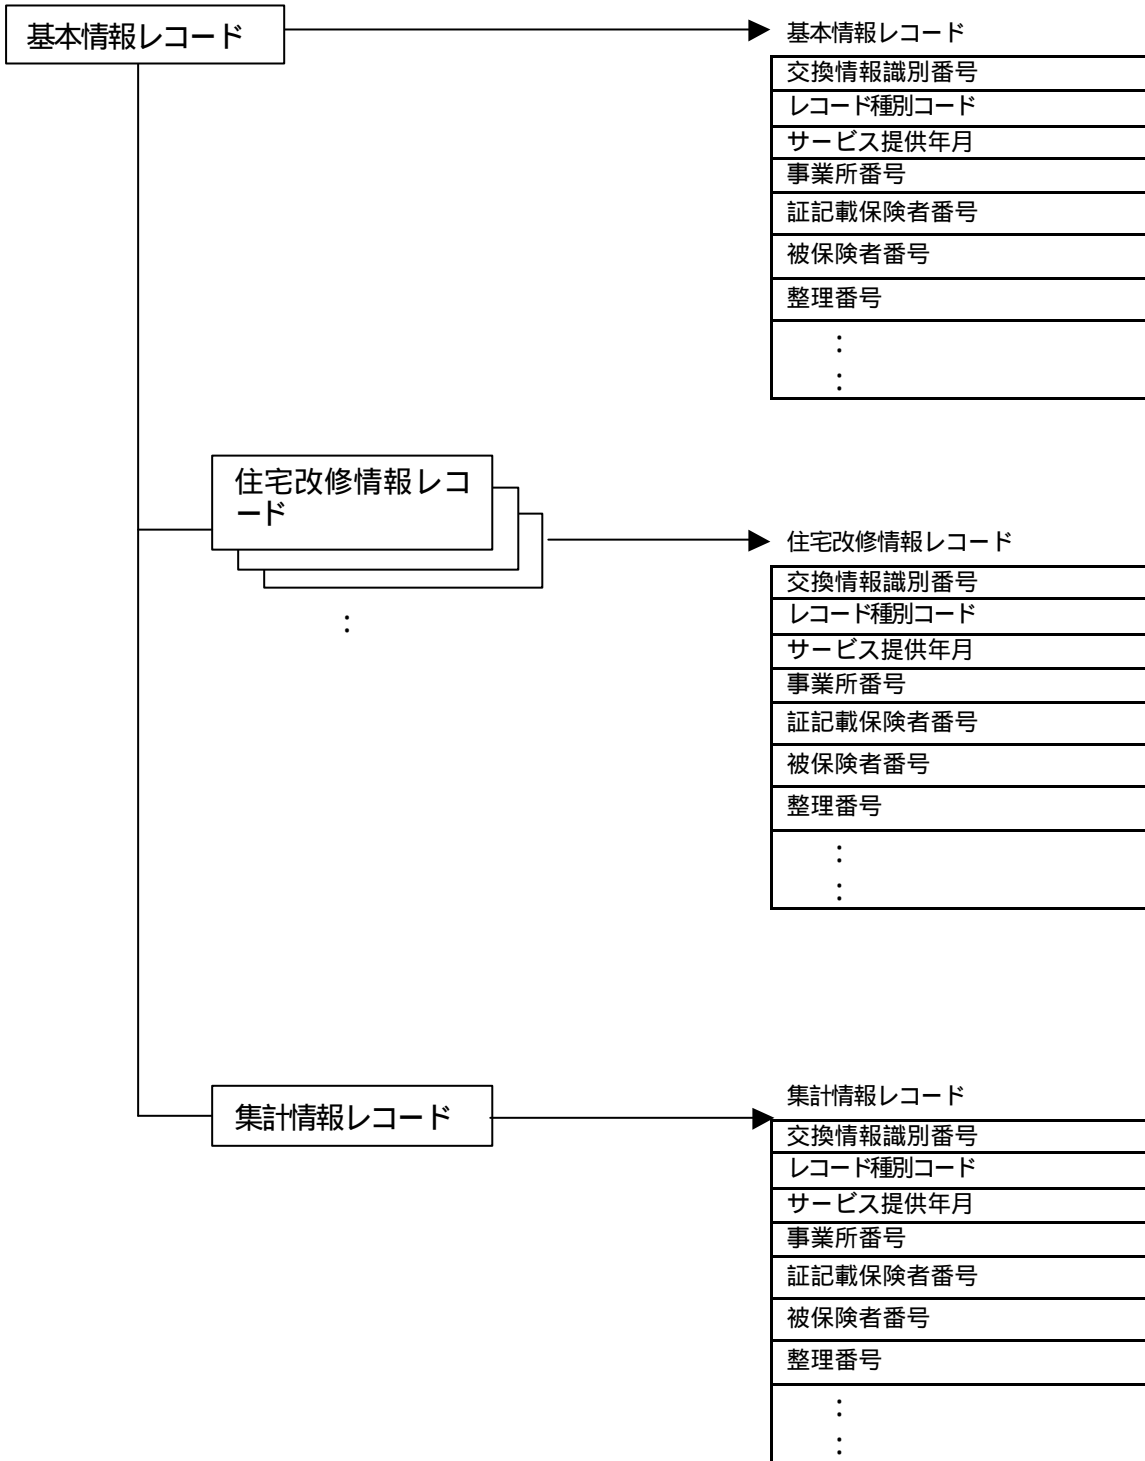 基本情報レコード
基本情報レコード
交換情報識別番号
レコード種別コード
サービス提供年月
事業所番号
証記載保険者番号
被保険者番号
整理番号
：
：
住宅改修情報レコ
ード
：
住宅改修情報レコード
交換情報識別番号
レコード種別コード
サービス提供年月
事業所番号
証記載保険者番号
被保険者番号
整理番号
：
：
集計情報レコード
集計情報レコード
交換情報識別番号
レコード種別コード
サービス提供年月
事業所番号
証記載保険者番号
被保険者番号
整理番号
：
：